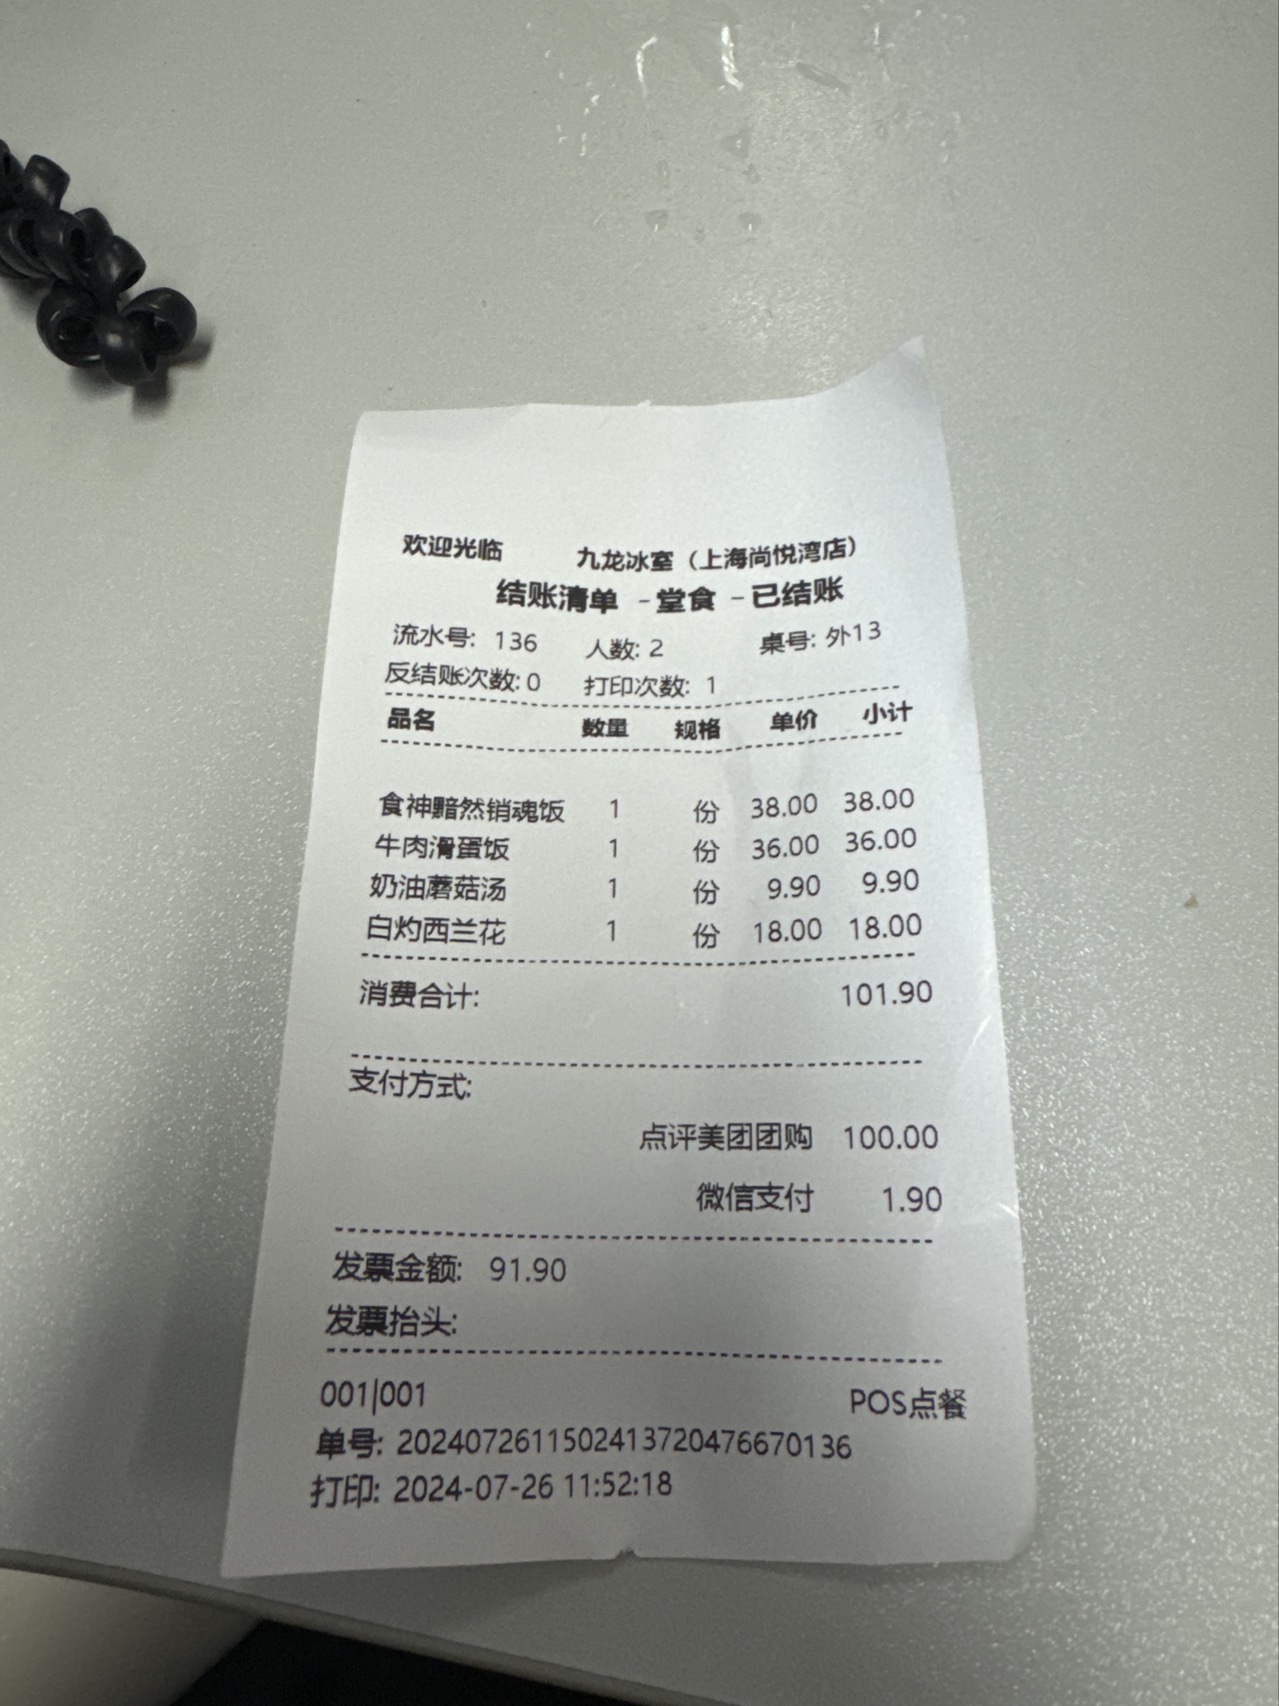 欢迎光临 九龙冰室（上海尚悦湾店）
结账清单 - 堂食 - 已结账
流水号: 136 人数: 2 桌号: 外13
反结账次数: 0 打印次数: 1
品名 数量 规格 单价 小计
食神黯然销魂饭 1 份 38.00 38.00
牛肉滑蛋饭 1 份 36.00 36.00
奶油蘑菇汤 1 份 9.90 9.90
白灼西兰花 1 份 18.00 18.00
消费合计: 101.90
支付方式:
点评美团团购 100.00
微信支付 1.90
发票金额: 91.90
发票抬头:
001|001 POS点餐
单号: 2024072611502413720476670136
打印: 2024-07-26 11:52:18